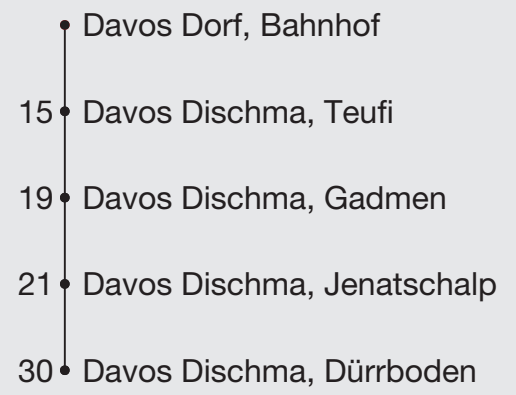 Davos Dorf, Bahnhof
15 Davos Dischma, Teufi
19 Davos Dischma, Gadmen
21 Davos Dischma, Jenatschalp
30 Davos Dischma, Dürrboden